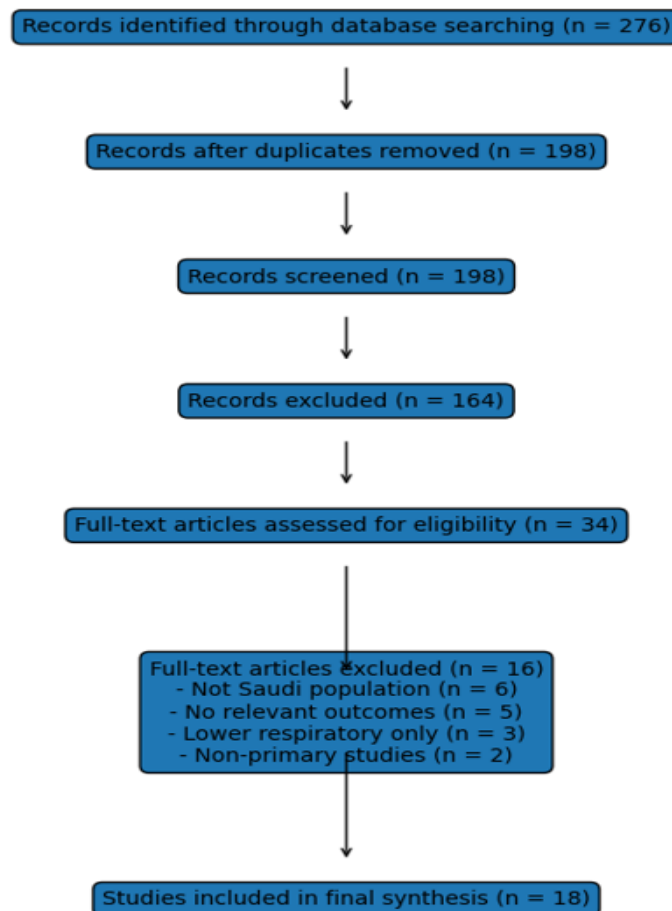 Records identified through database searching (n = 276)
Records after duplicates removed (n = 198)
Records screened (n = 198)
Records excluded (n = 164)
Full-text articles assessed for eligibility (n = 34)
Full-text articles excluded (n = 16)
- Not Saudi population (n = 6)
- No relevant outcomes (n = 5)
- Lower respiratory only (n = 3)
- Non-primary studies (n = 2)
Studies included in final synthesis (n = 18)